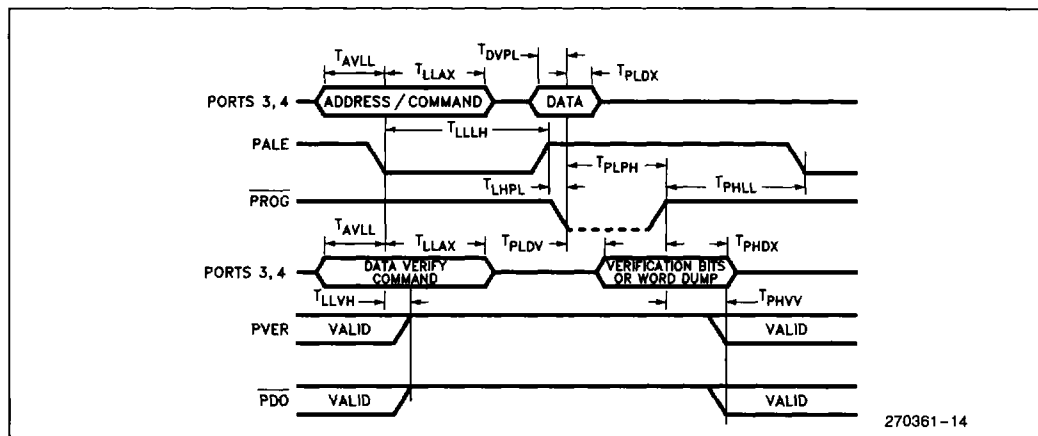 TAVLL TLLAX TDVPL TPLDX
PORTS 3, 4 ADDRESS / COMMAND DATA
TLLLH
PALE
TPLPH
TLHPL TPHLL
PROG
TAVLL TLLAX TPLDV TPHDX
PORTS 3, 4 DATA VERIFY COMMAND VERIFICATION BITS OR WORD DUMP
TLLVH TPHVV
PVER VALID VALID
PDO VALID VALID
270361-14